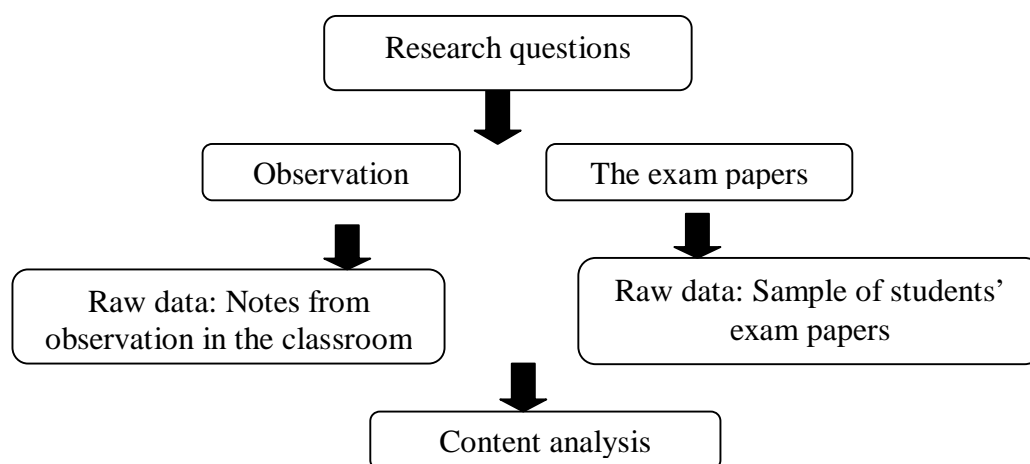 Research questions
Observation
The exam papers
Raw data: Notes from
observation in the classroom
Raw data: Sample of students’
exam papers
Content analysis